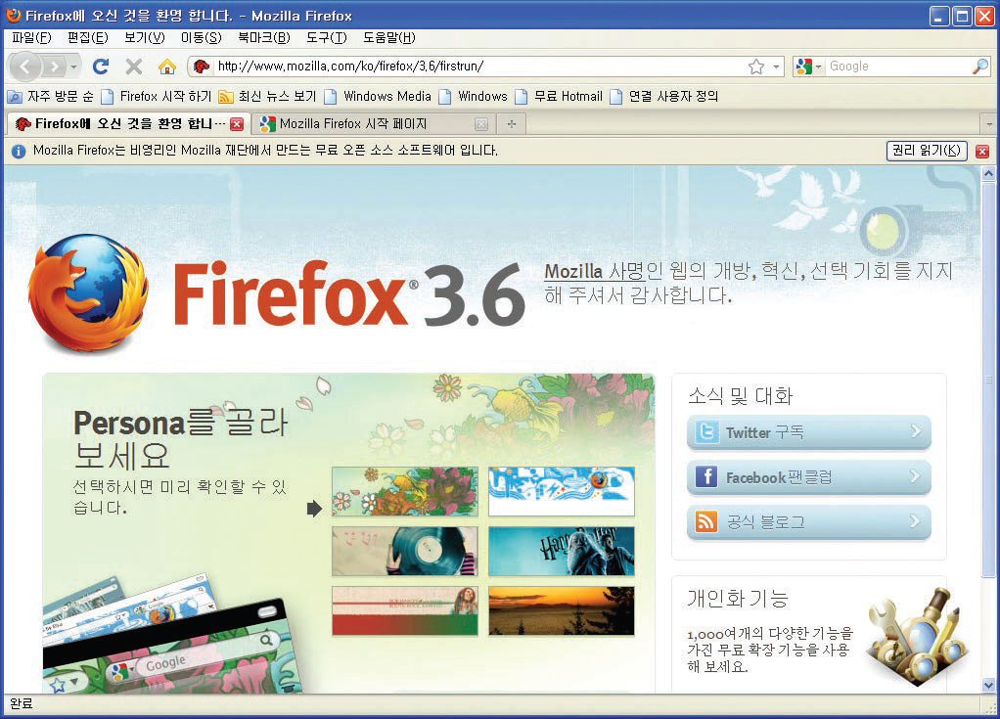 Firefox에 오신 것을 환영 합니다. - Mozilla Firefox
파일(F) 편집(E) 보기(V) 이동(S) 북마크(B) 도구(T) 도움말(H)
http://www.mozilla.com/ko/firefox/3.6/firstrun/ Google
자주 방문 순 Firefox 시작 하기 최신 뉴스 보기 Windows Media Windows 무료 Hotmail 연결 사용자 정의
Firefox에 오신 것을 환영 합니… Mozilla Firefox 시작 페이지
Mozilla Firefox는 비영리인 Mozilla 재단에서 만드는 무료 오픈 소스 소프트웨어 입니다. 권리 읽기(K)
Firefox® 3.6
Mozilla 사명인 웹의 개방, 혁신, 선택 기회를 지지
해 주셔서 감사합니다.
Persona를 골라
보세요
선택하시면 미리 확인할 수 있
습니다.
Harry
Google
소식 및 대화
Twitter 구독
Facebook 팬클럽
공식 블로그
개인화 기능
1,000여개의 다양한 기능을
가진 무료 확장 기능을 사용
해 보세요.
완료